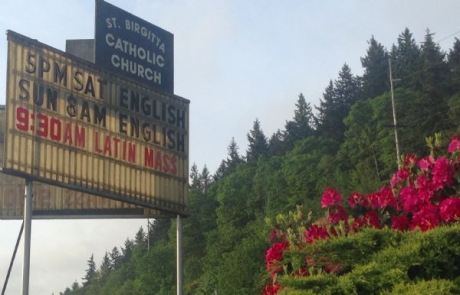 ST. BIRGITTA
CATHOLIC
CHURCH
5PM SAT ENGLISH
SUN 8AM ENGLISH
9:30AM LATIN MASS